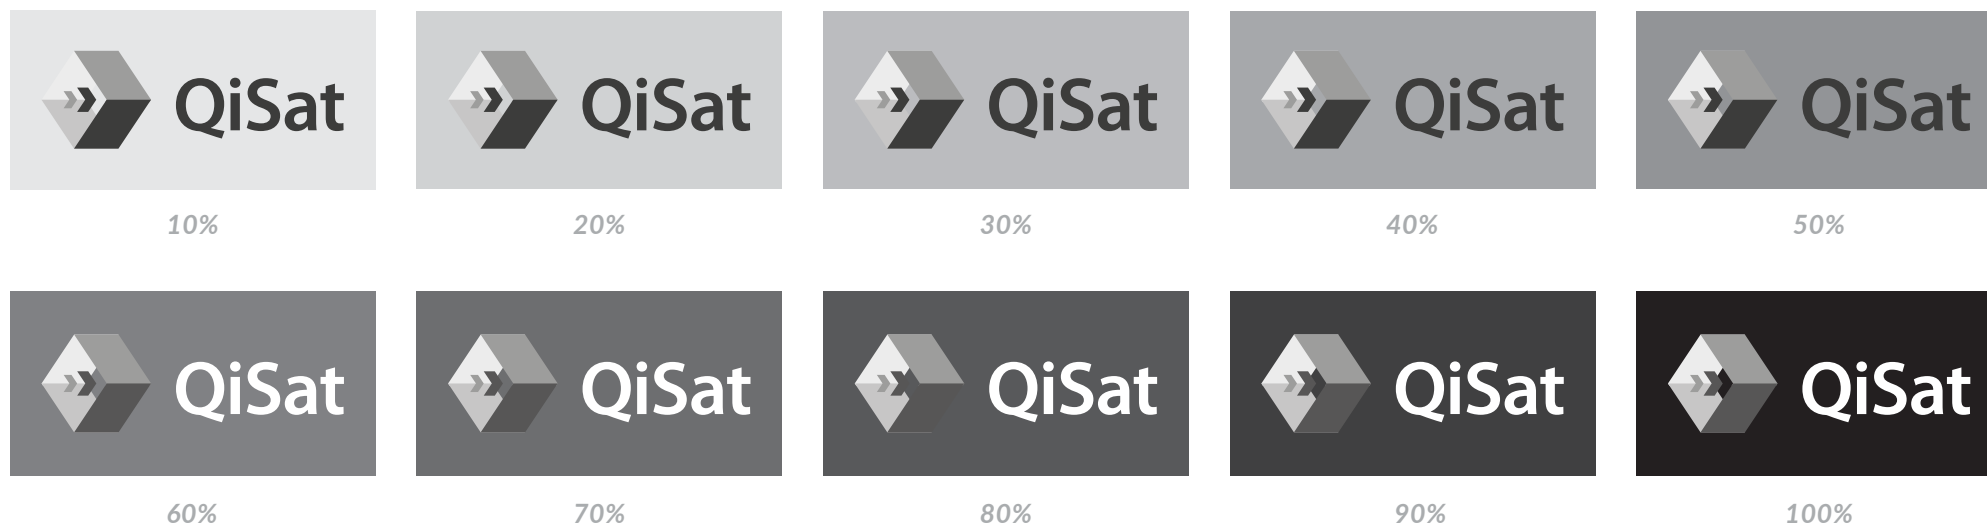 QiSat QiSat QiSat QiSat QiSat
10% 20% 30% 40% 50%
QiSat QiSat QiSat QiSat QiSat
60% 70% 80% 90% 100%